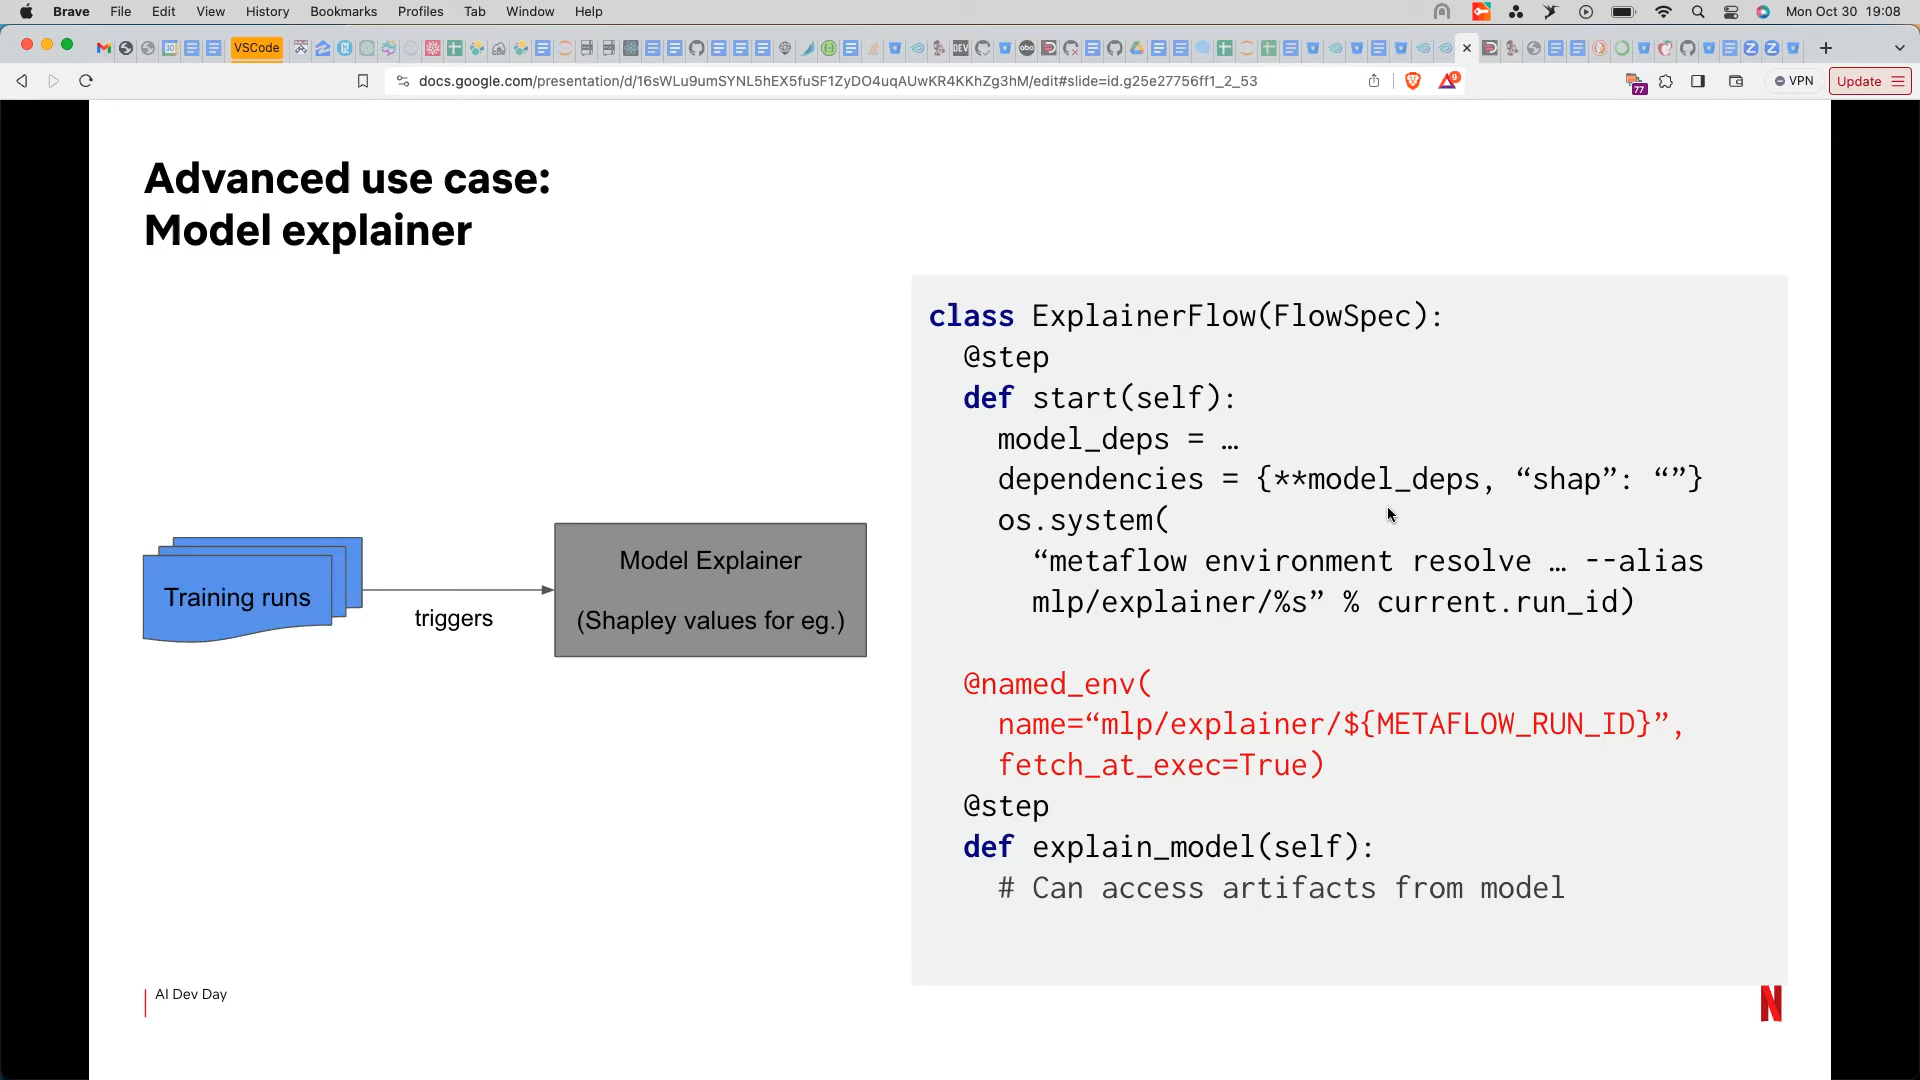 Brave File Edit View History Bookmarks Profiles Tab Window Help Mon Oct 30 19:08
VSCode
docs.google.com/presentation/d/16sWLu9umSYNL5hEX5fuSF1ZyDO4uqAUwKR4KKhZg3hM/edit#slide=id.g25e27756ff1_2_53 9 77 VPN Update
Advanced use case:
Model explainer
Training runs
triggers
Model Explainer
(Shapley values for eg.)
class ExplainerFlow(FlowSpec):
@step
def start(self):
model_deps = …
dependencies = {**model_deps, “shap”: “”}
os.system(
“metaflow environment resolve … --alias
mlp/explainer/%s” % current.run_id)
@named_env(
name=“mlp/explainer/${METAFLOW_RUN_ID}”,
fetch_at_exec=True)
@step
def explain_model(self):
# Can access artifacts from model
AI Dev Day
N